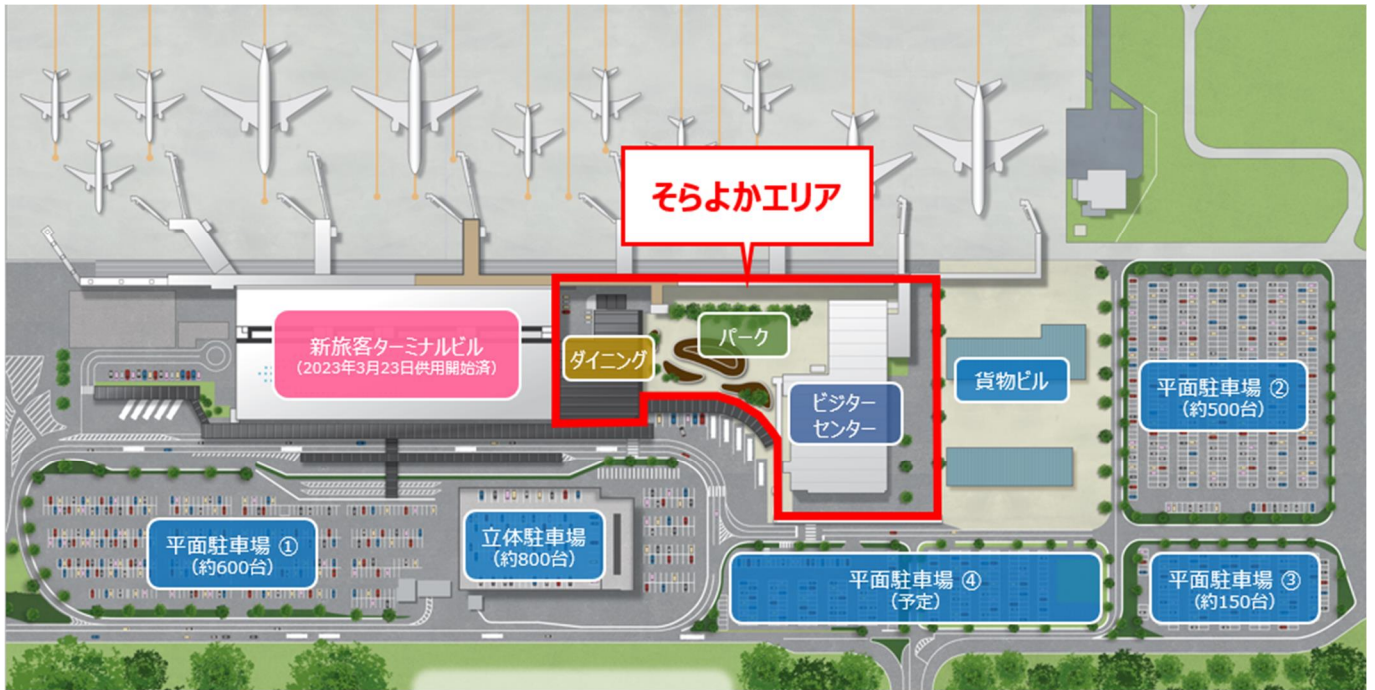 そらよかエリア
新旅客ターミナルビル
(2023年3月23日供用開始済)
ダイニング
パーク
ビジター
センター
貨物ビル
平面駐車場 ②
(約500台)
平面駐車場 ①
(約600台)
立体駐車場
(約800台)
平面駐車場 ④
(予定)
平面駐車場 ③
(約150台)